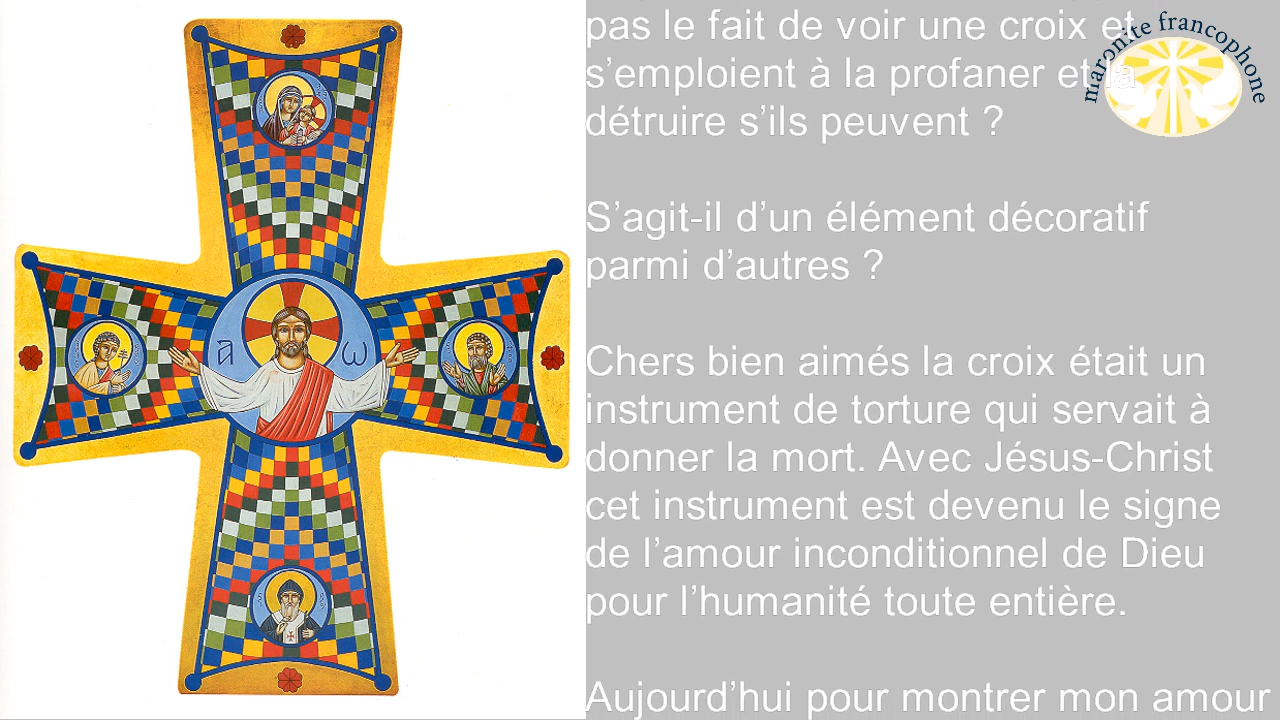 pas le fait de voir une croix et
s’emploient à la profaner et la
détruire s’ils peuvent ?
S’agit-il d’un élément décoratif
parmi d’autres ?
Chers bien aimés la croix était un
instrument de torture qui servait à
donner la mort. Avec Jésus-Christ
cet instrument est devenu le signe
de l’amour inconditionnel de Dieu
pour l’humanité toute entière.
Aujourd’hui pour montrer mon amour
maronite francophone
α ω